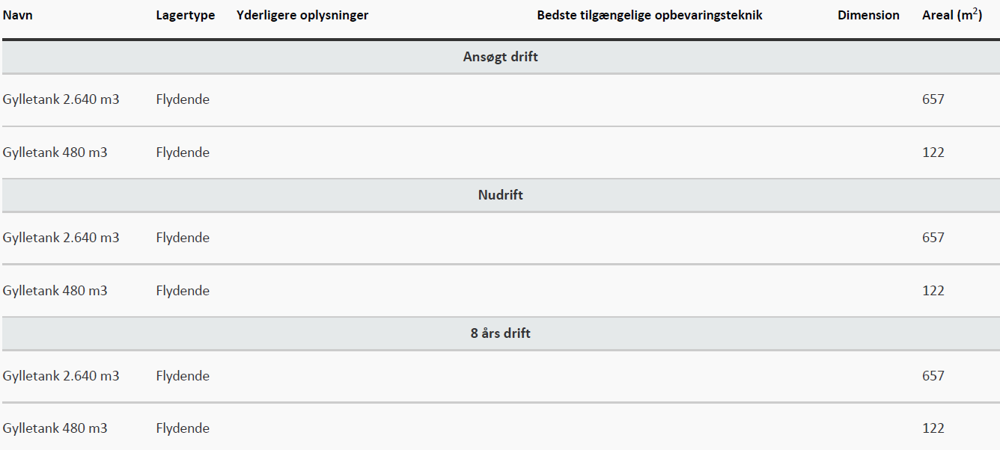 Navn Lagertype Yderligere oplysninger Bedste tilgængelige opbevaringsteknik Dimension Areal (m²)
Ansøgt drift
Gylletank 2.640 m3 Flydende 657
Gylletank 480 m3 Flydende 122
Nudrift
Gylletank 2.640 m3 Flydende 657
Gylletank 480 m3 Flydende 122
8 års drift
Gylletank 2.640 m3 Flydende 657
Gylletank 480 m3 Flydende 122